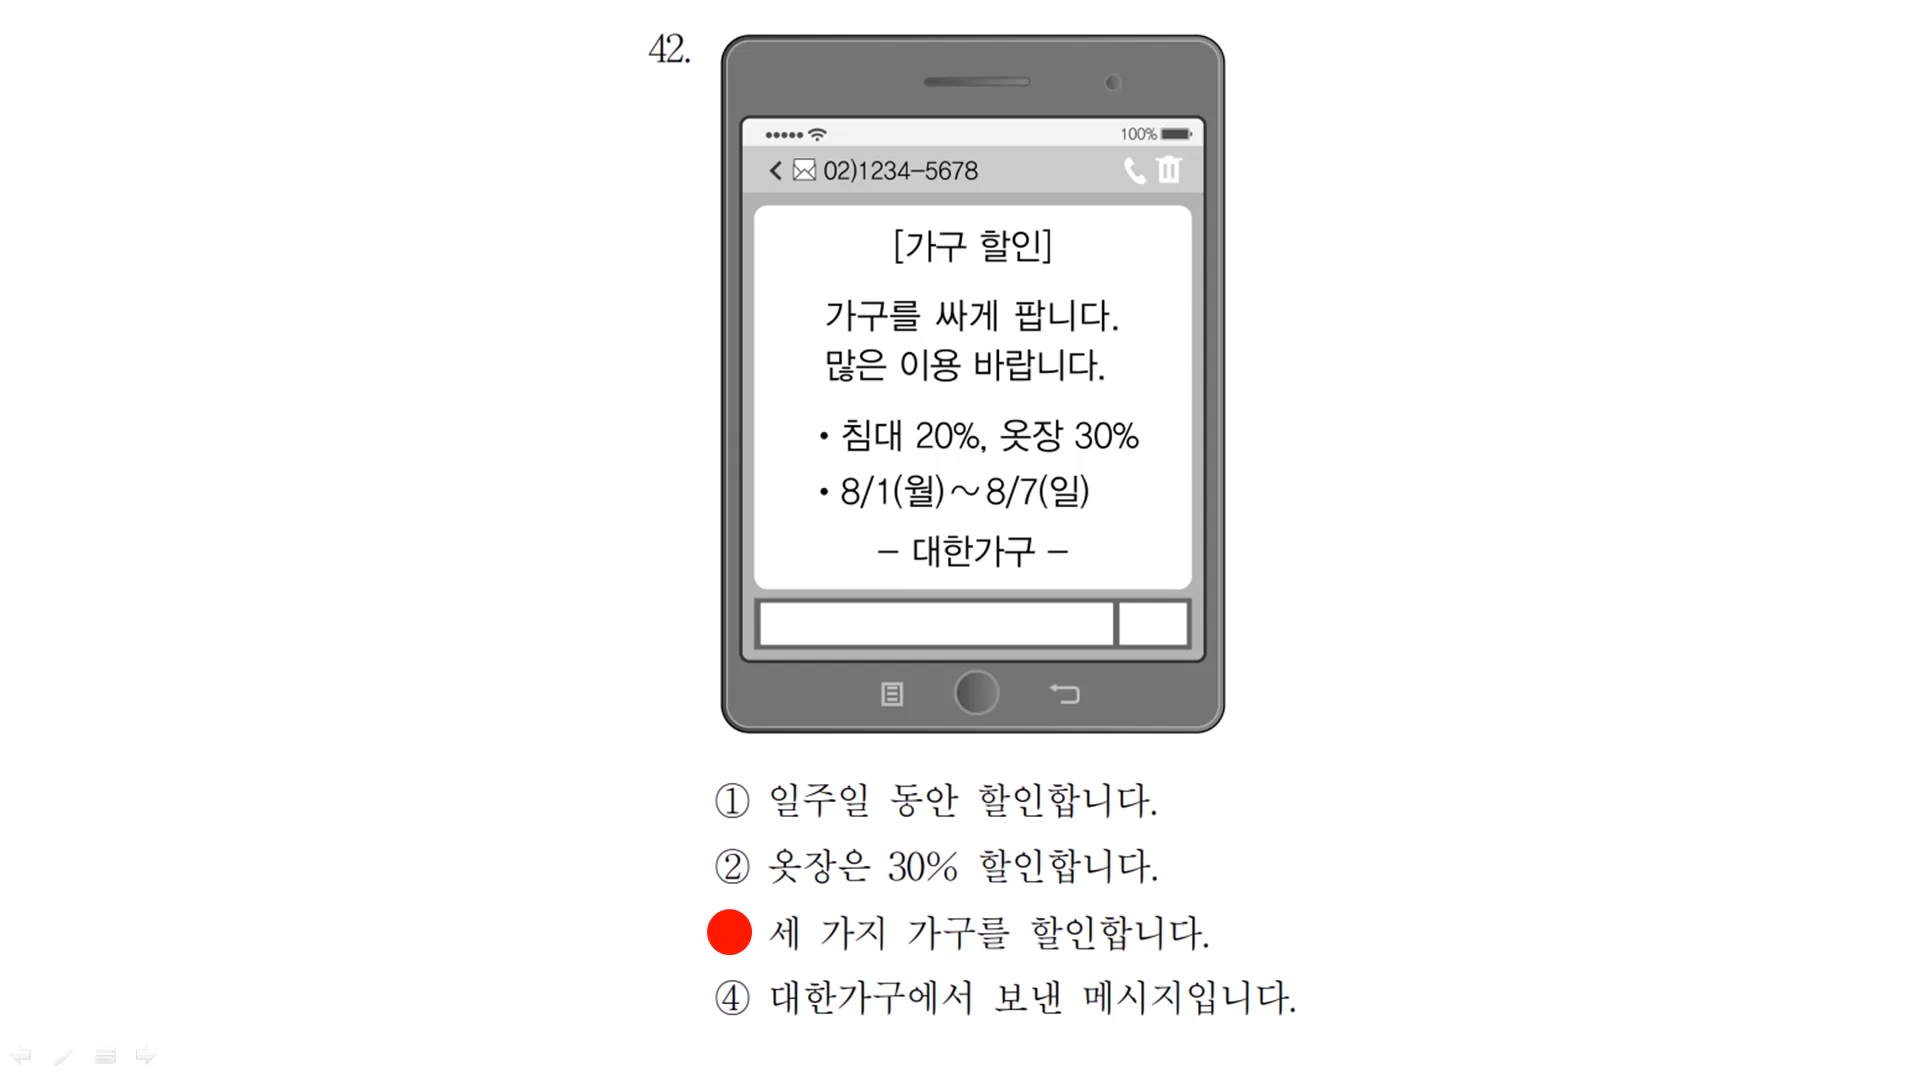 42.
100%
02)1234-5678
[가구 할인]
가구를 싸게 팝니다.
많은 이용 바랍니다.
• 침대 20%, 옷장 30%
• 8/1(월)~8/7(일)
- 대한가구 -
① 일주일 동안 할인합니다.
② 옷장은 30% 할인합니다.
세 가지 가구를 할인합니다.
④ 대한가구에서 보낸 메시지입니다.